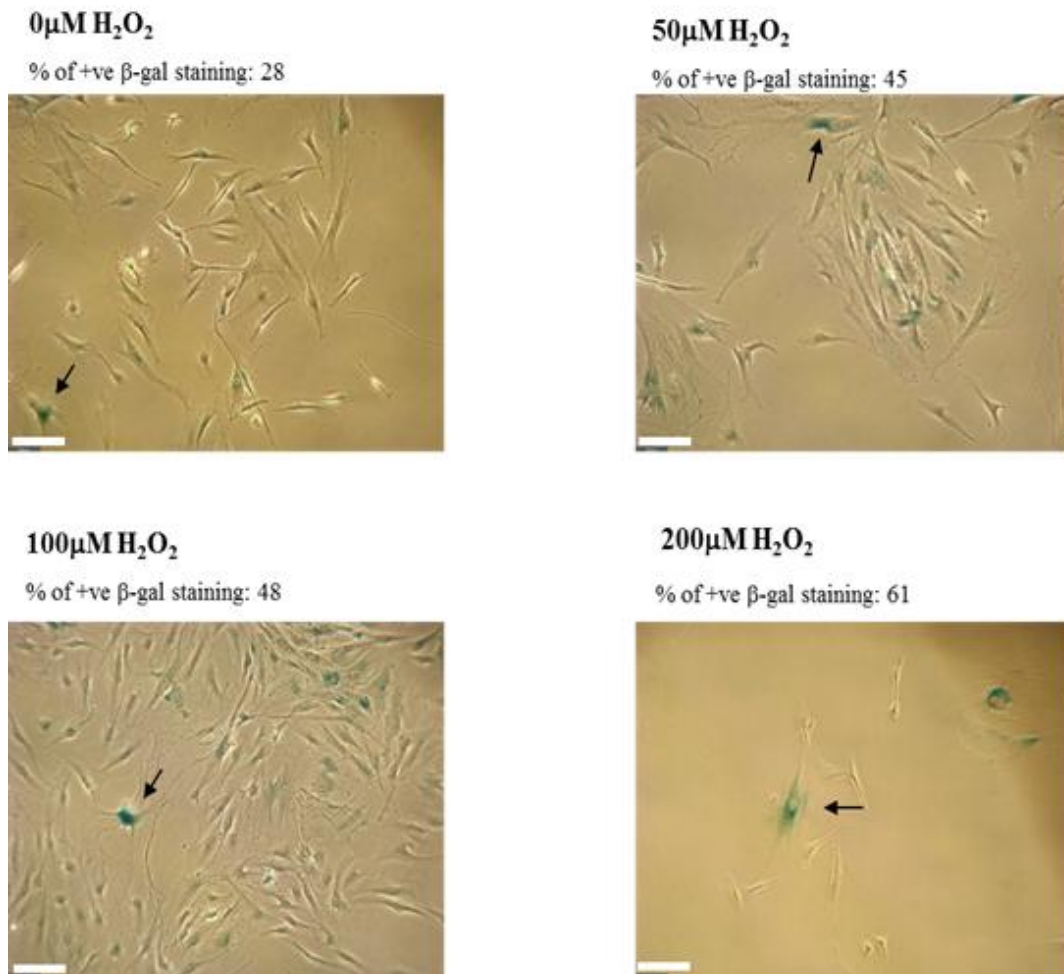 0μM H₂O₂
% of +ve β-gal staining: 28
50μM H₂O₂
% of +ve β-gal staining: 45
100μM H₂O₂
% of +ve β-gal staining: 48
200μM H₂O₂
% of +ve β-gal staining: 61